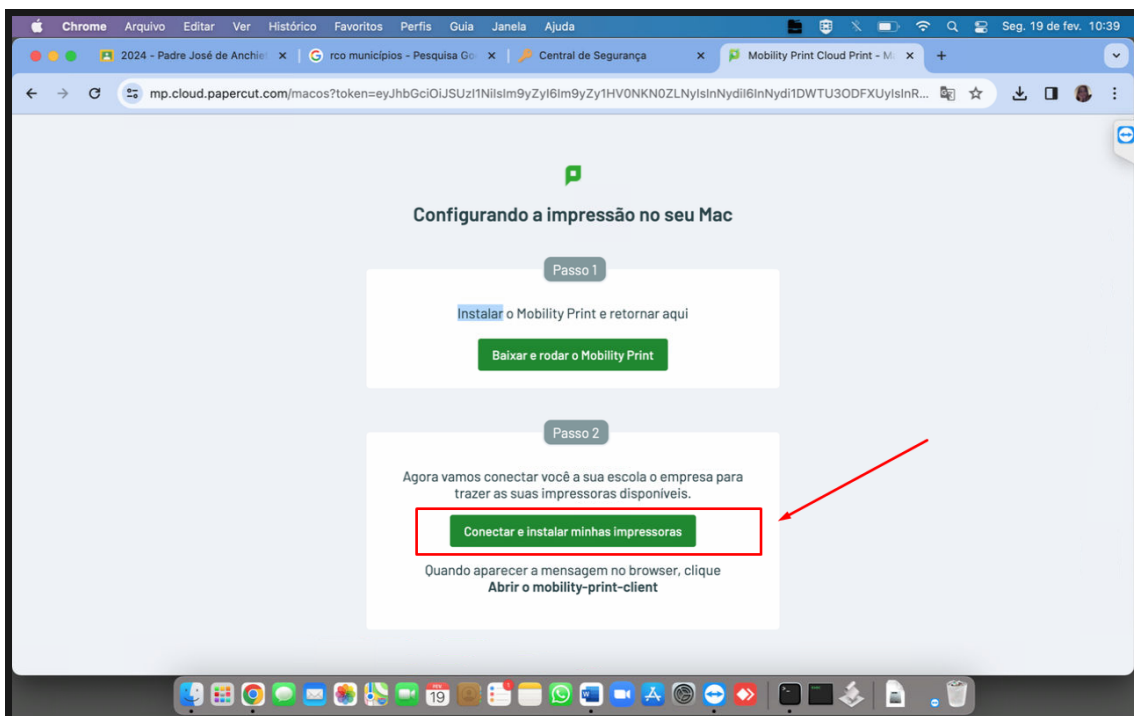 Chrome Arquivo Editar Ver Histórico Favoritos Perfis Guia Janela Ajuda Seg. 19 de fev. 10:39
2024 - Padre José de Anchie rco municípios - Pesquisa Go Central de Segurança Mobility Print Cloud Print - M
mp.cloud.papercut.com/macos?token=
Configurando a impressão no seu Mac
Passo 1
Instalar o Mobility Print e retornar aqui
Baixar e rodar o Mobility Print
Passo 2
Agora vamos conectar você a sua escola o empresa para
trazer as suas impressoras disponíveis.
Conectar e instalar minhas impressoras
Quando aparecer a mensagem no browser, clique
Abrir o mobility-print-client
19